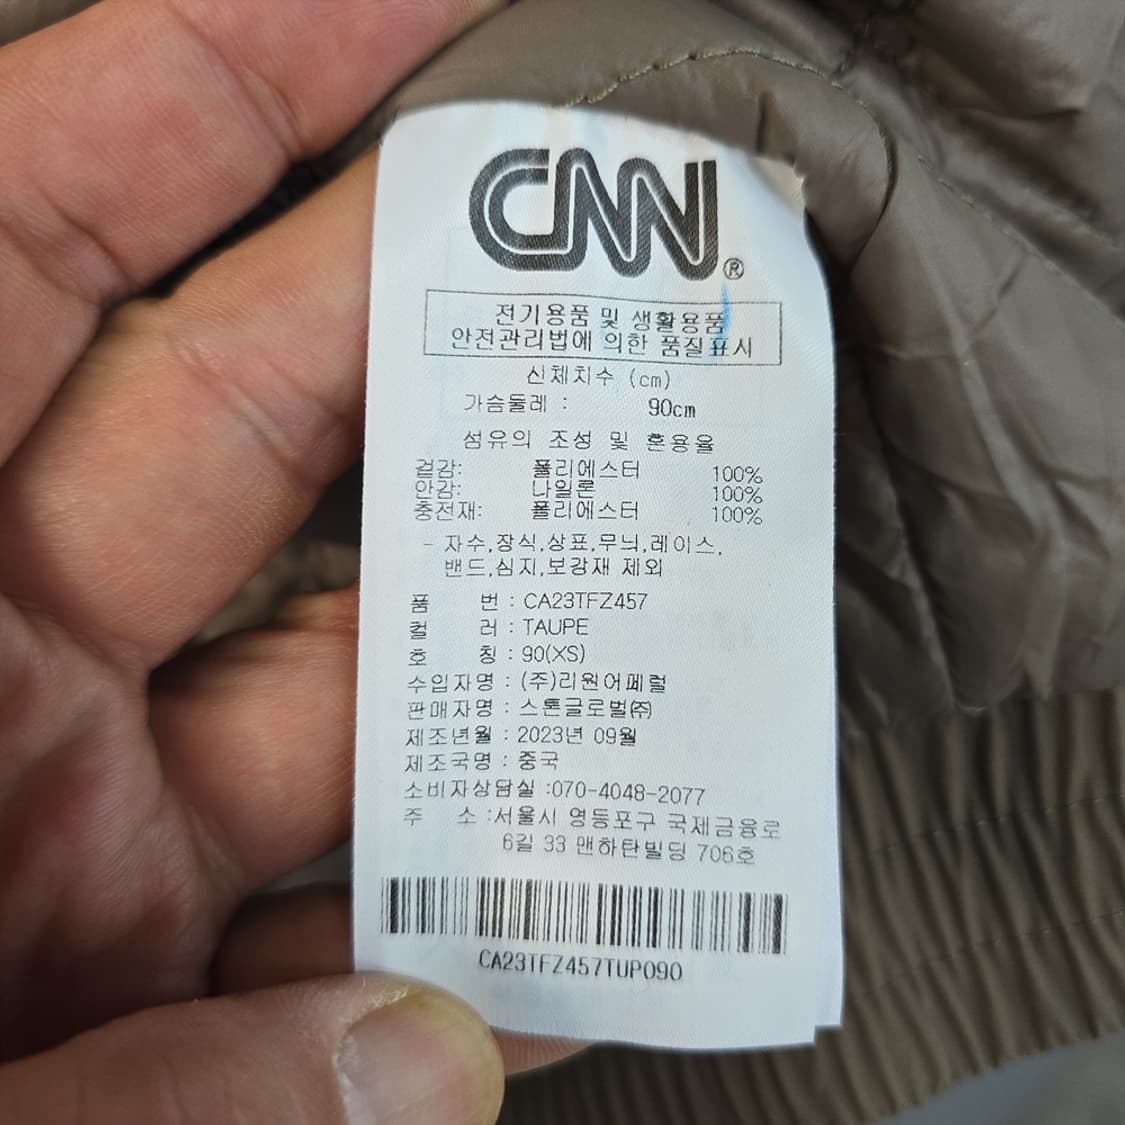 CNN®
전기용품 및 생활용품
안전관리법에 의한 품질표시
신체치수 (cm)
가슴둘레 : 90cm
섬유의 조성 및 혼용율
겉감: 폴리에스터 100%
안감: 나일론 100%
충전재: 폴리에스터 100%
- 자수,장식,상표,무늬,레이스,
밴드,심지,보강재 제외
품 번 : CA23TFZ457
컬 러 : TAUPE
호 칭 : 90(XS)
수입자명 : (주)리원어페럴
판매자명 : 스톤글로벌㈜
제조년월 : 2023년 09월
제조국명 : 중국
소비자상담실 :070-4048-2077
주 소 :서울시 영등포구 국제금융로
6길 33 맨하탄빌딩 706호
CA23TFZ457TUP090